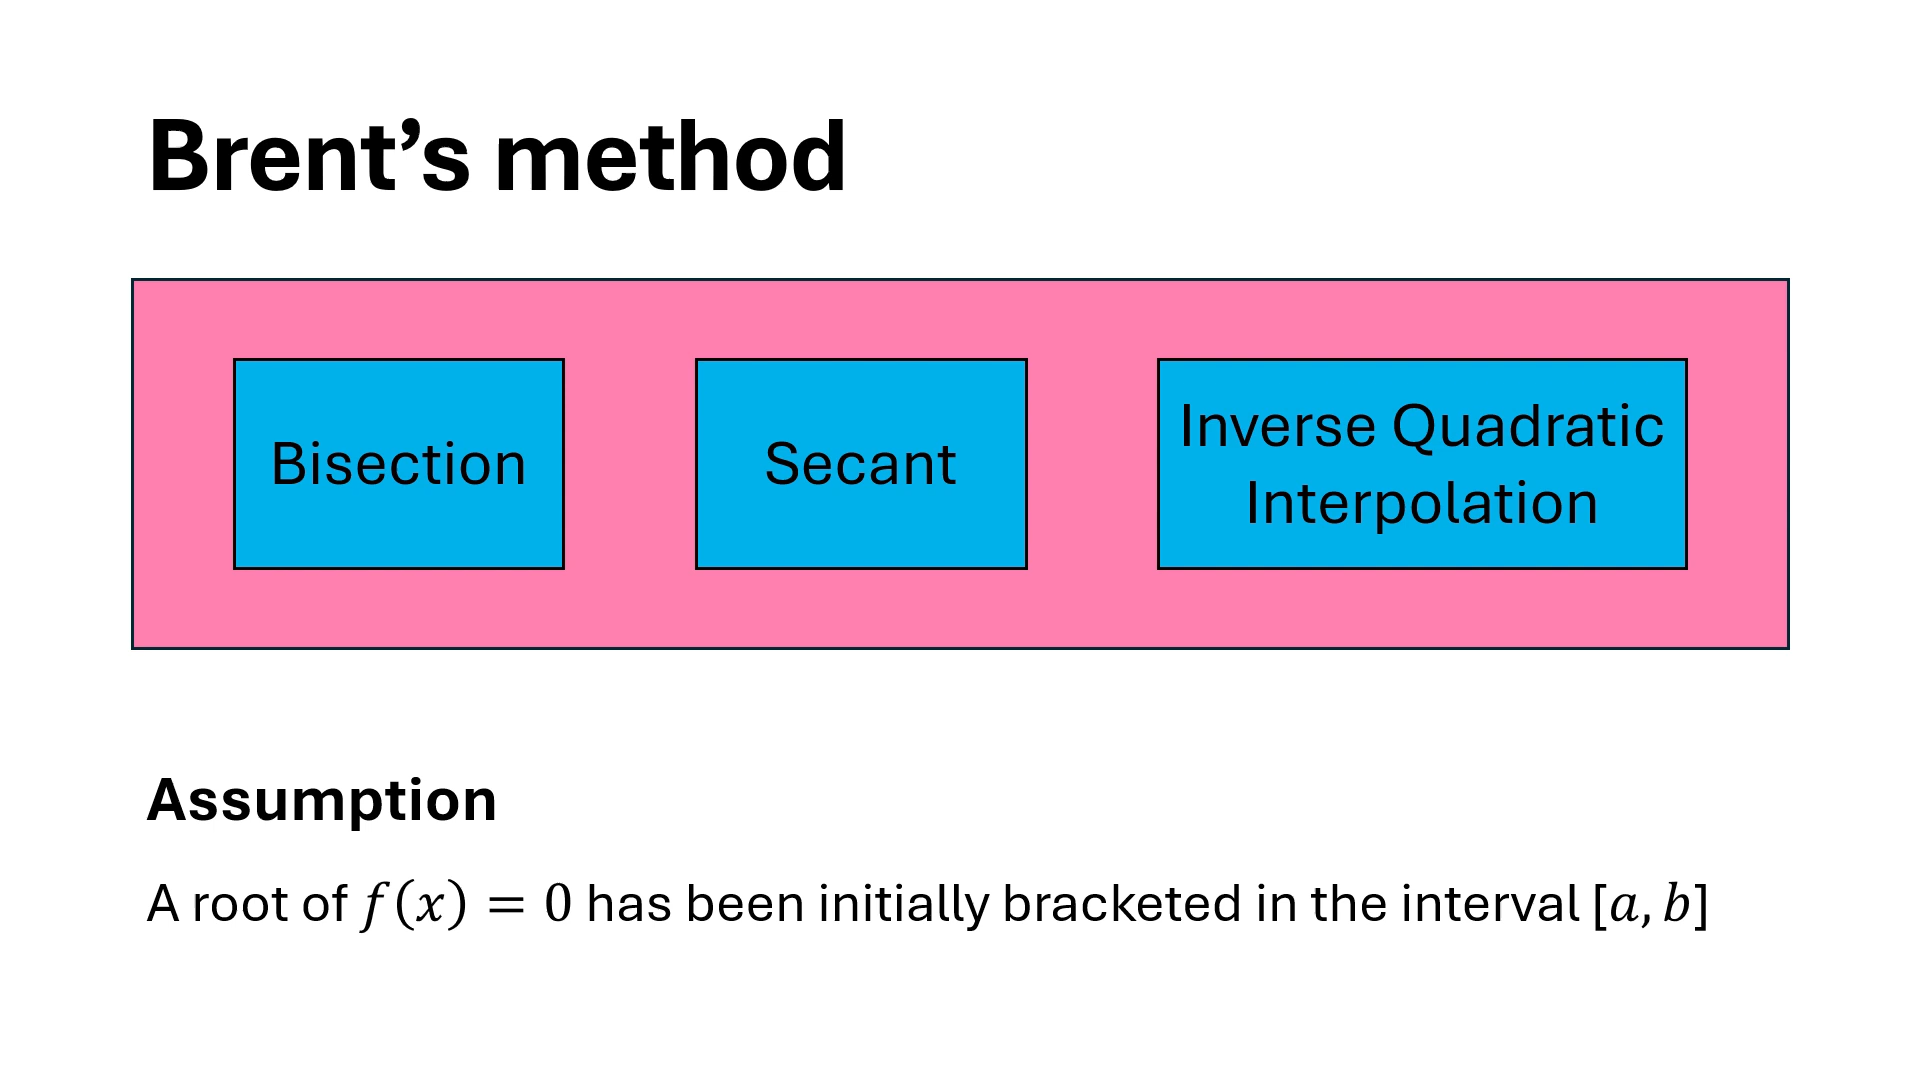 Brent’s method
Bisection
Secant
Inverse Quadratic
Interpolation
Assumption
A root of f(x) = 0 has been initially bracketed in the interval [a, b]